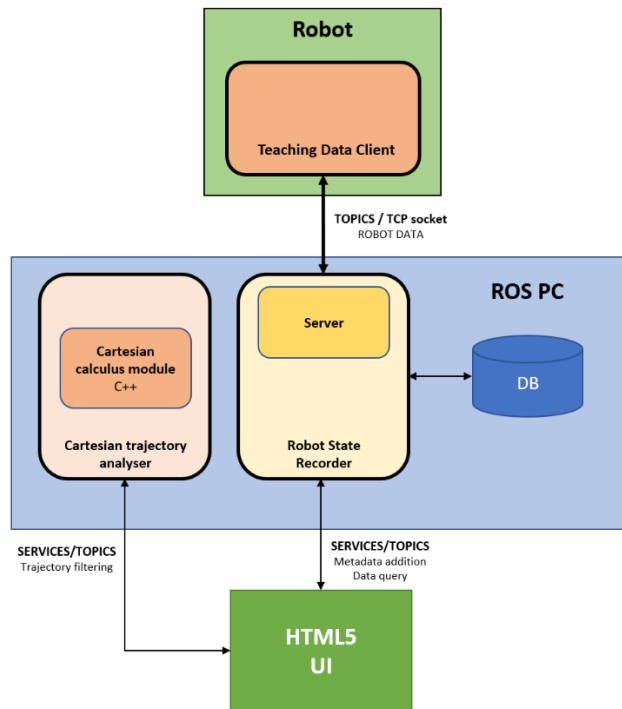 Robot
Teaching Data Client
TOPICS / TCP socket
ROBOT DATA
ROS PC
Server
Cartesian
calculus module
C++
DB
Cartesian trajectory
analyser
Robot State
Recorder
SERVICES/TOPICS
Trajectory filtering
SERVICES/TOPICS
Metadata addition
Data query
HTML5
UI